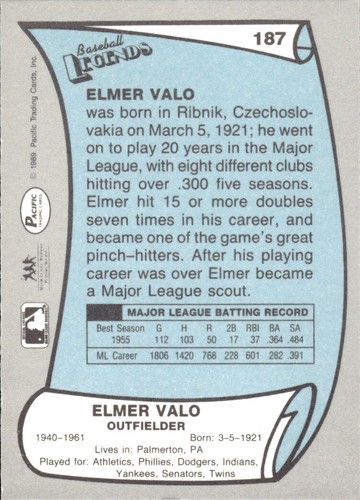 187
Baseball
LEGENDS
ELMER VALO
was born in Ribnik, Czechoslo-
vakia on March 5, 1921; he went
on to play 20 years in the Major
League, with eight different clubs
hitting over .300 five seasons.
Elmer hit 15 or more doubles
seven times in his career, and
became one of the game's great
pinch-hitters. After his playing
career was over Elmer became
a Major League scout.
MAJOR LEAGUE BATTING RECORD
Best Season G H R 2B RBI BA SA
1955 112 103 50 17 37 .364 .484
ML Career 1806 1420 768 228 601 .282 .391
ELMER VALO
OUTFIELDER
1940-1961 Born: 3-5-1921
Lives in: Palmerton, PA
Played for: Athletics, Phillies, Dodgers, Indians,
Yankees, Senators, Twins
© 1989 Pacific Trading Cards, Inc.
PACIFIC
TRADING CARDS